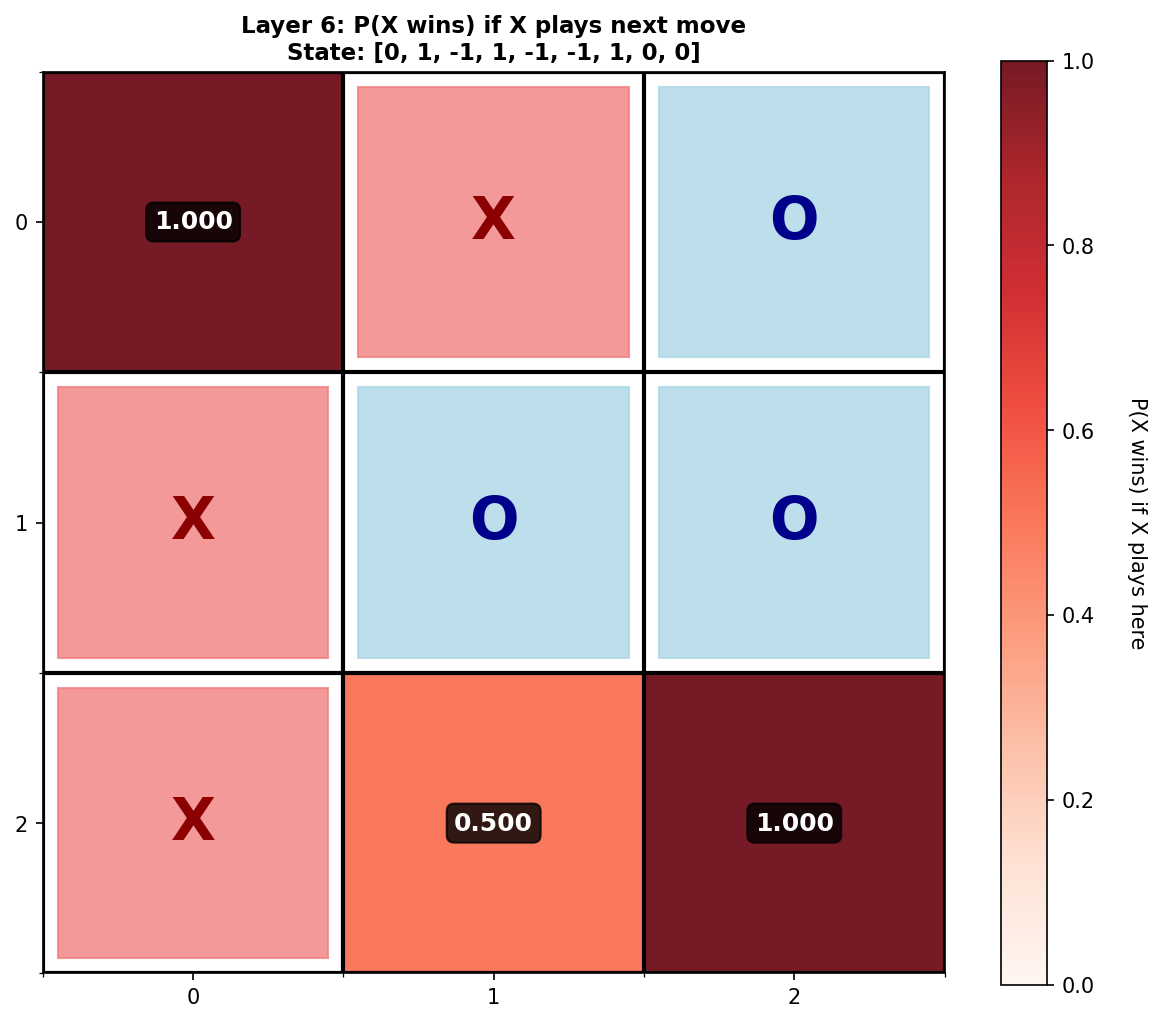 Layer 6: P(X wins) if X plays next move
State: [0, 1, -1, 1, -1, -1, 1, 0, 0]
1.0
0.8
0.6
0.4
0.2
0.0
P(X wins) if X plays here
0
1.000
X
O
1
X
O
O
2
X
0.500
1.000
0
1
2